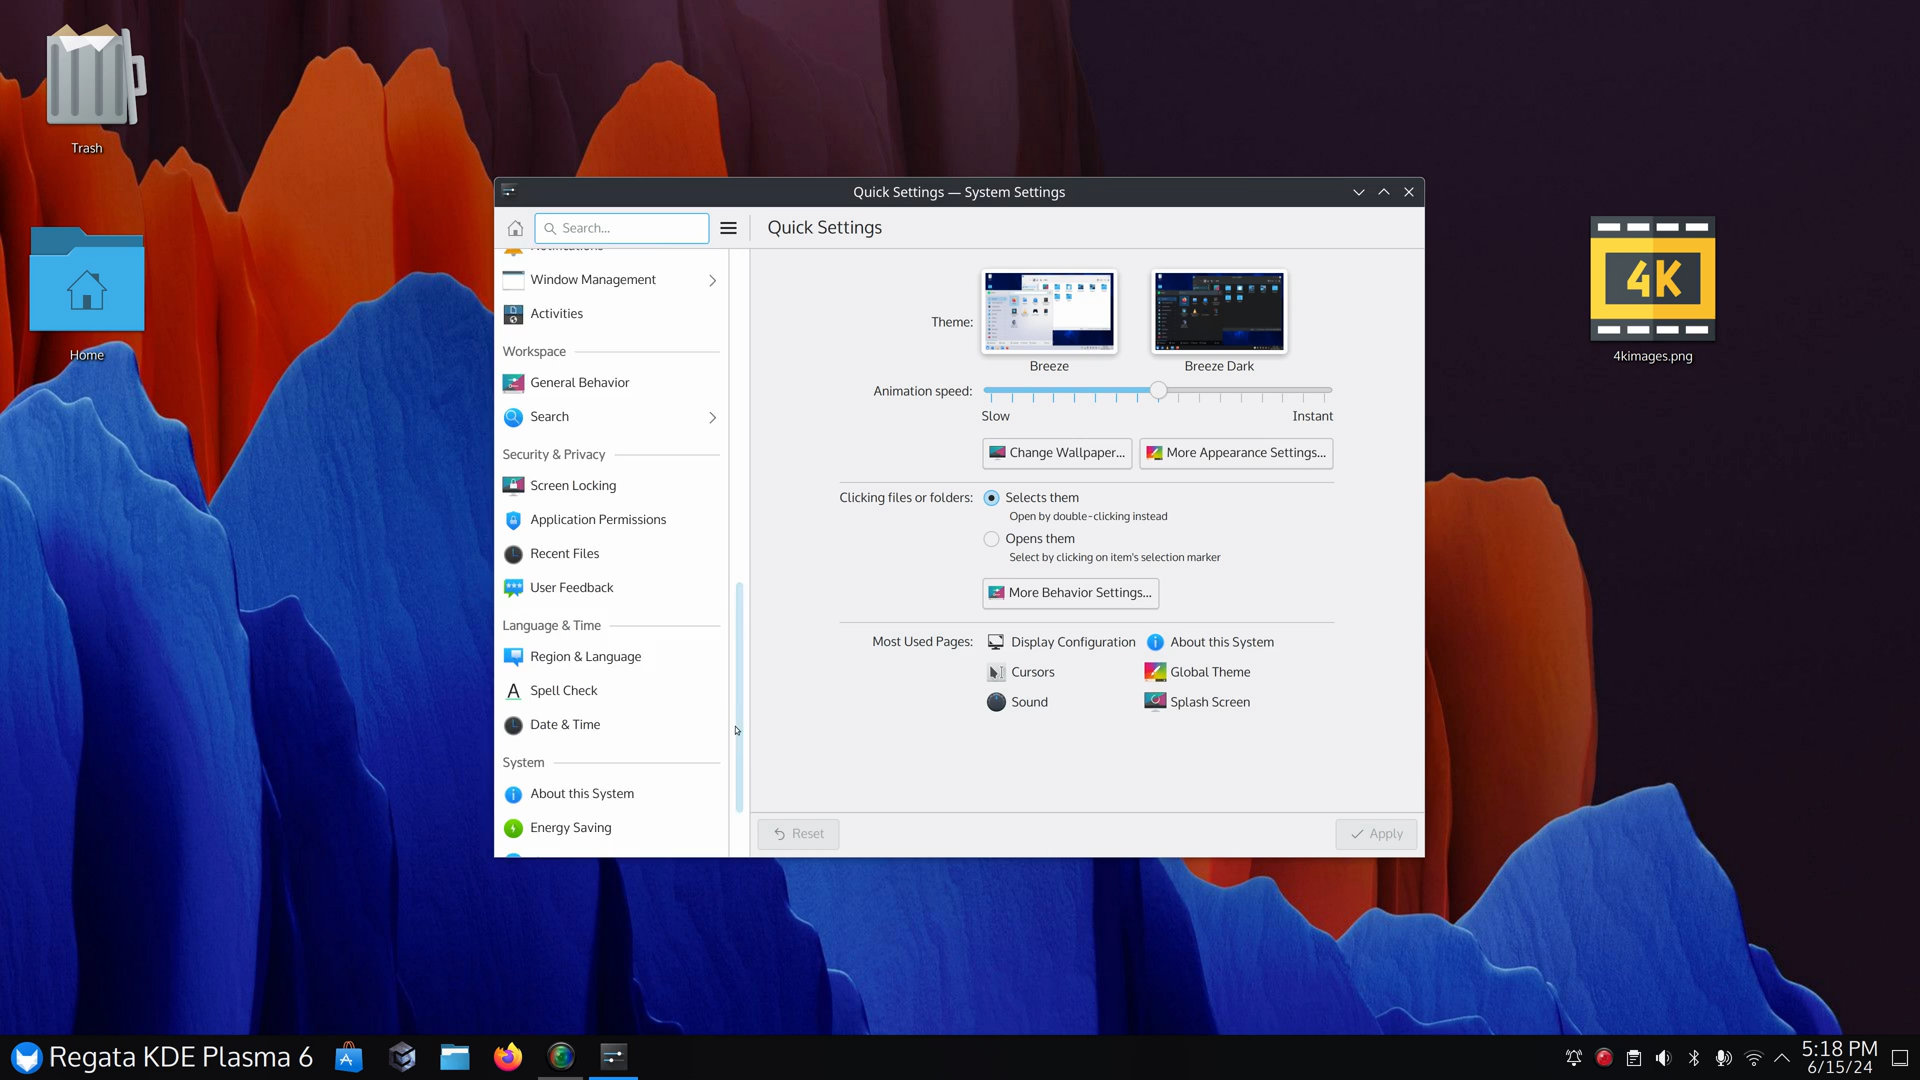 Trash
Home
4K
4kimages.png
Quick Settings — System Settings
Search...
Quick Settings
Notifications
Window Management
Activities
Workspace
General Behavior
Search
Security & Privacy
Screen Locking
Application Permissions
Recent Files
User Feedback
Language & Time
Region & Language
Spell Check
Date & Time
System
About this System
Energy Saving
Theme:
Breeze
Breeze Dark
Animation speed:
Slow
Instant
Change Wallpaper...
More Appearance Settings...
Clicking files or folders:
Selects them
Open by double-clicking instead
Opens them
Select by clicking on item's selection marker
More Behavior Settings...
Most Used Pages:
Display Configuration
About this System
Cursors
Global Theme
Sound
Splash Screen
Reset
Apply
Regata KDE Plasma 6
5:18 PM
6/15/24